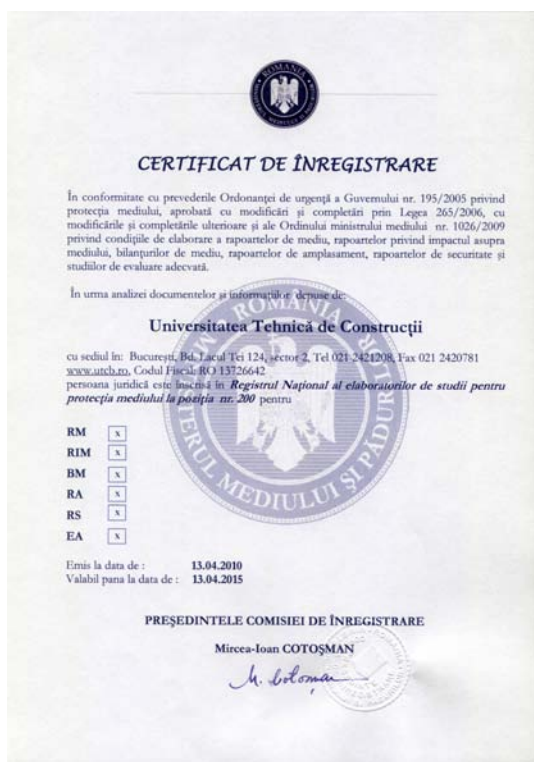 ROMANIA
CERTIFICAT DE ÎNREGISTRARE
În conformitate cu prevederile Ordonanței de urgență a Guvernului nr. 195/2005 privind
protecția mediului, aprobată cu modificări și completări prin Legea 265/2006, cu
modificările și completările ulterioare și ale Ordinului ministrului mediului nr. 1026/2009
privind condițiile de elaborare a rapoartelor de mediu, rapoartelor privind impactul asupra
mediului, bilanțurilor de mediu, rapoartelor de amplasament, rapoartelor de securitate și
studiilor de evaluare adecvată.
În urma analizei documentelor și informațiilor depuse de:
Universitatea Tehnică de Construcții
cu sediul în: București, Bd. Lacul Tei 124, sector 2, Tel 021 2421208, Fax 021 2420781
www.utcb.ro, Codul Fiscal: RO 13726642
persoana juridică este înscrisă în Registrul Național al elaboratorilor de studii pentru
protecția mediului la poziția nr. 200 pentru
RM x
RIM x
BM x
RA x
RS x
EA x
ROMANIA
MINISTERUL MEDIULUI ȘI PĂDURILOR
Emis la data de : 13.04.2010
Valabil pana la data de : 13.04.2015
PREȘEDINTELE COMISIEI DE ÎNREGISTRARE
Mircea-Ioan COTOȘMAN